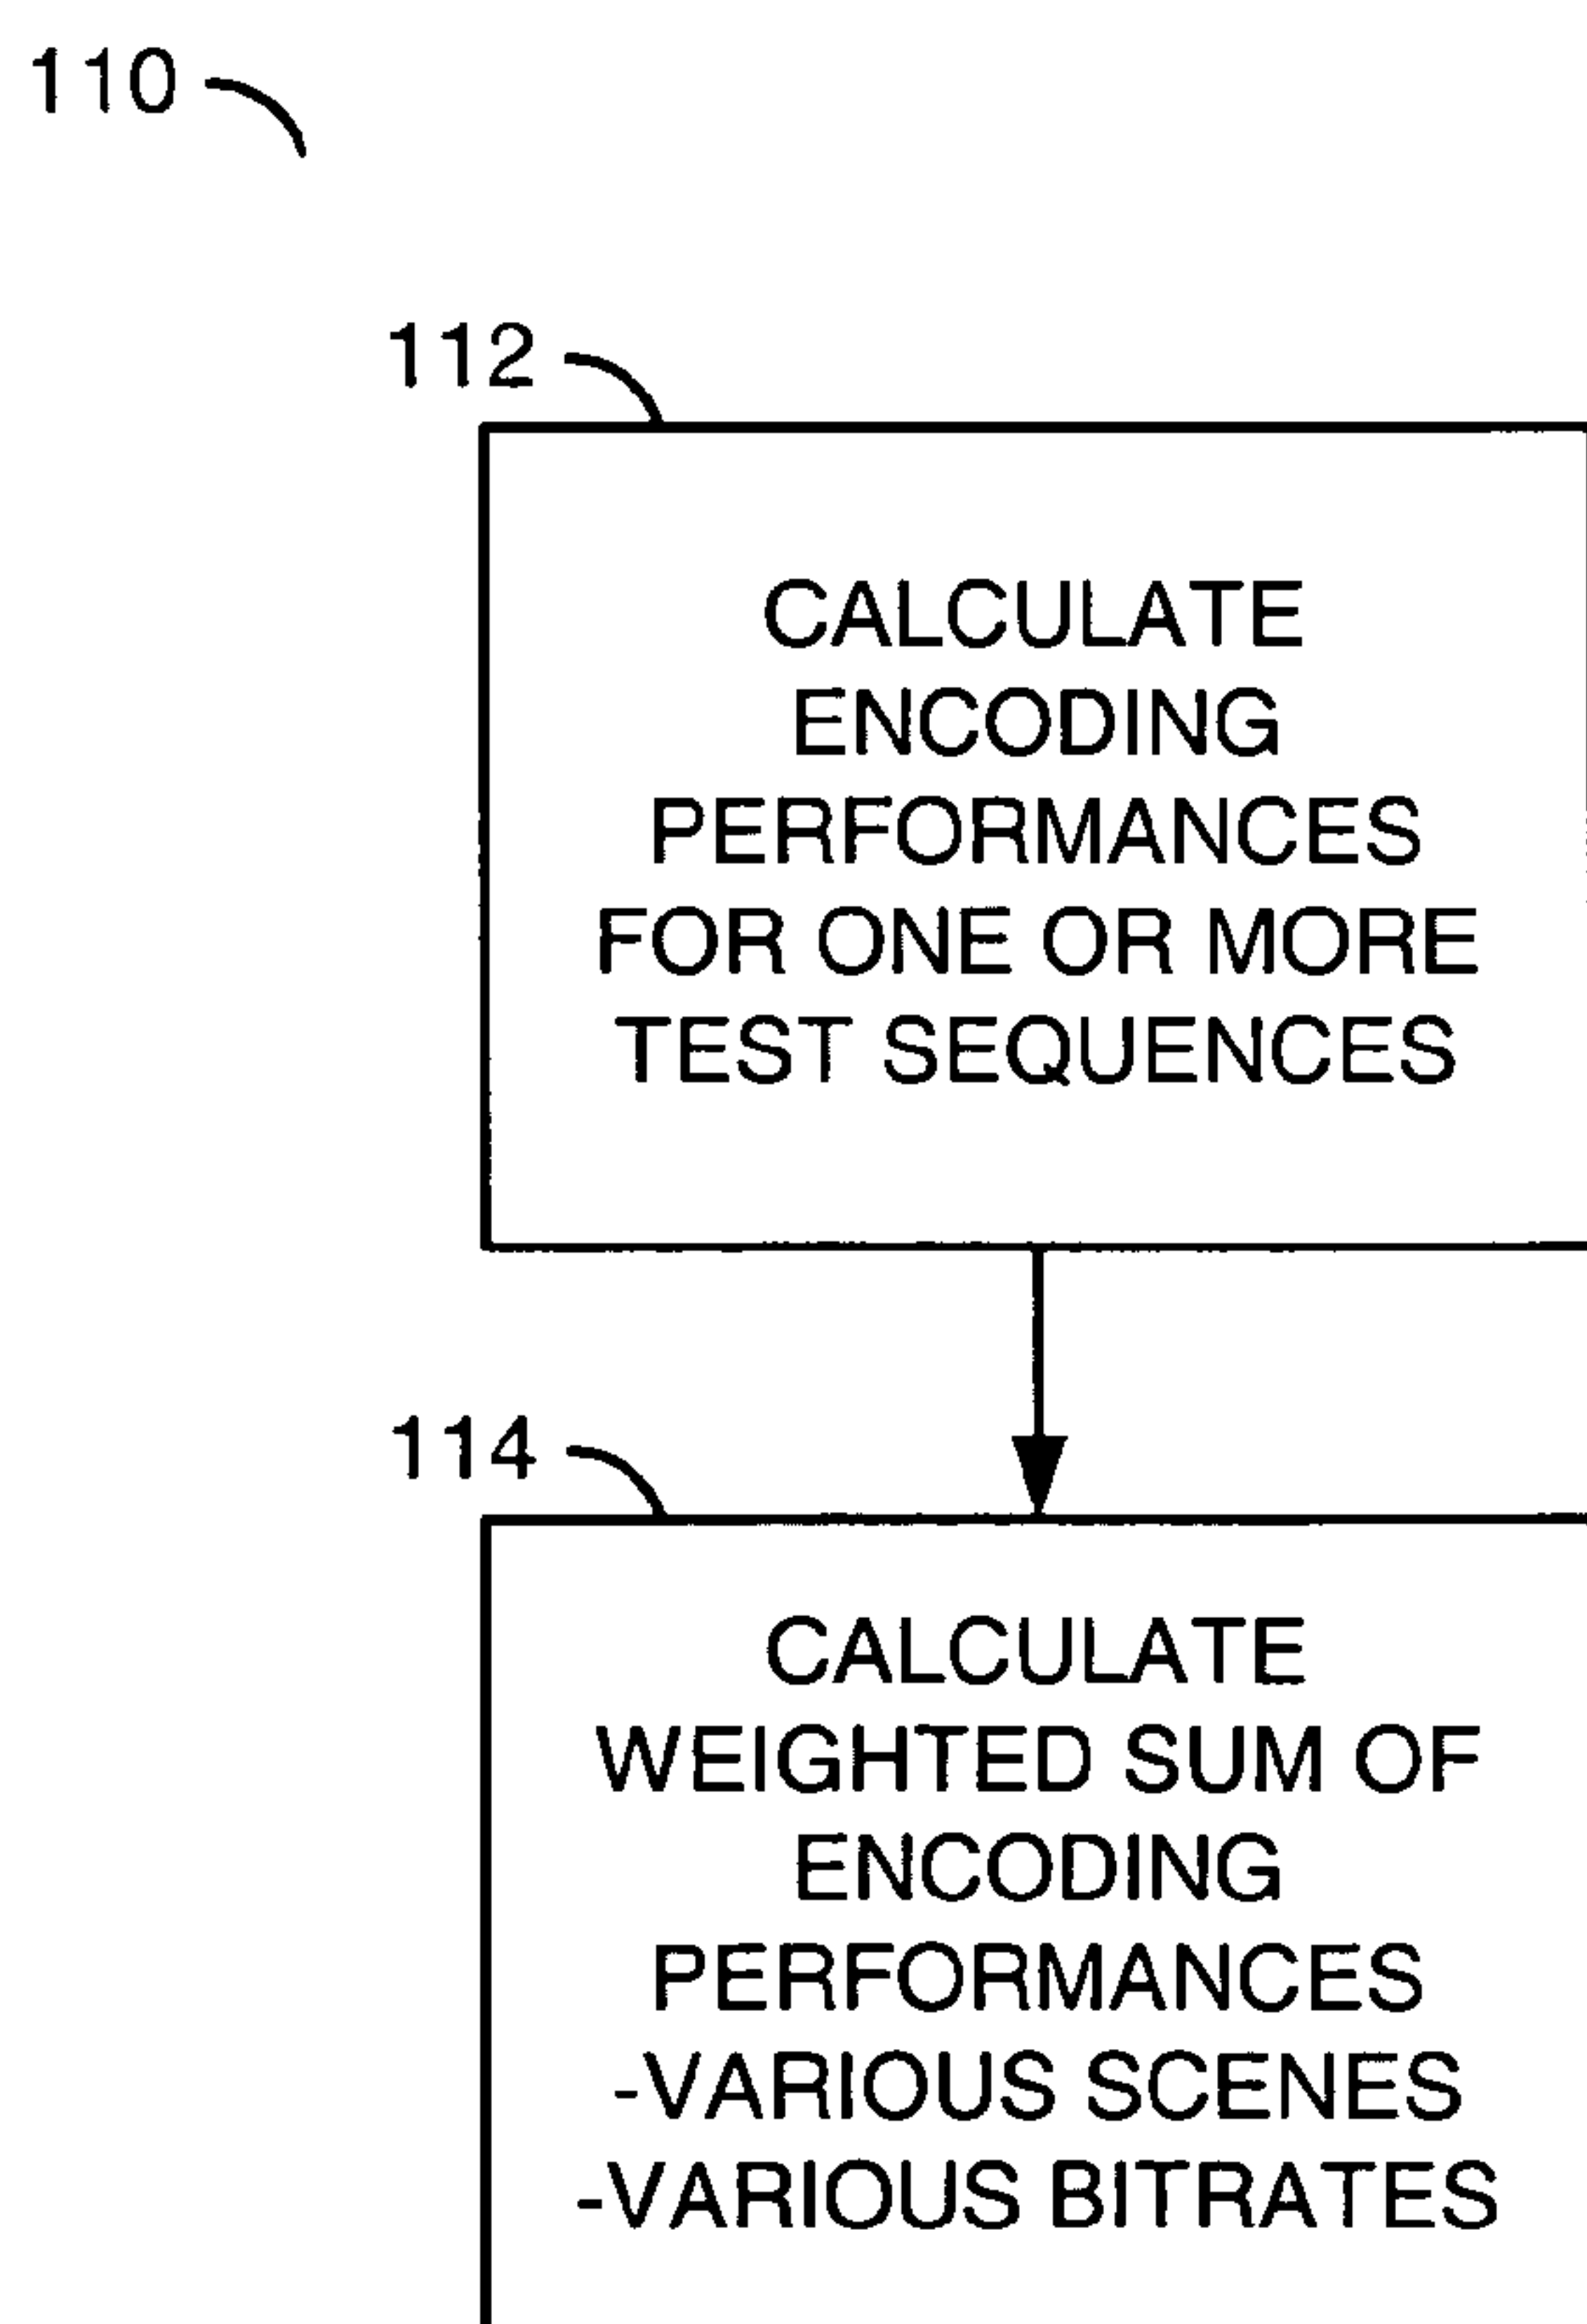 110
112
CALCULATE
ENCODING
PERFORMANCES
FOR ONE OR MORE
TEST SEQUENCES
114
CALCULATE
WEIGHTED SUM OF
ENCODING
PERFORMANCES
-VARIOUS SCENES
-VARIOUS BITRATES